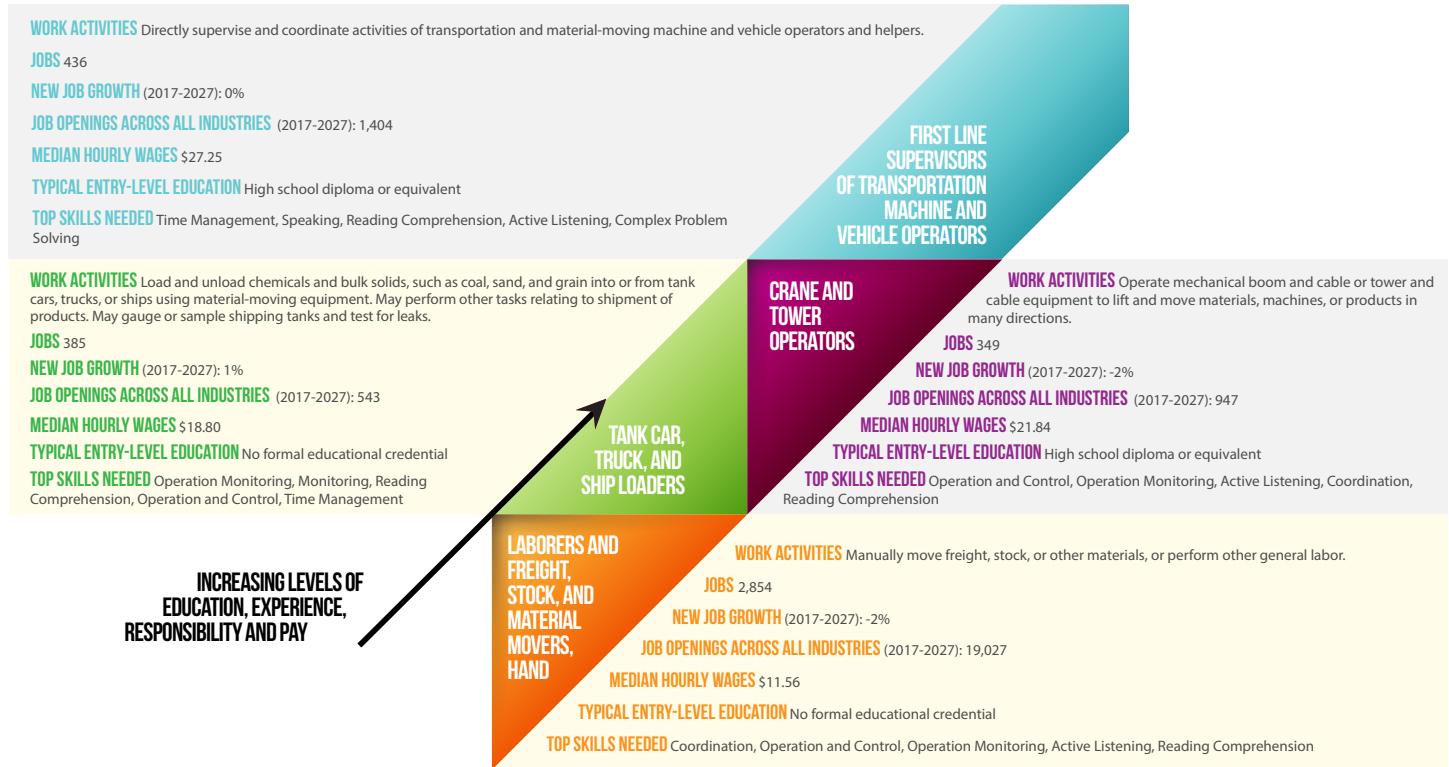 WORK ACTIVITIES Directly supervise and coordinate activities of transportation and material-moving machine and vehicle operators and helpers.
JOBS 436
NEW JOB GROWTH (2017-2027): 0%
JOB OPENINGS ACROSS ALL INDUSTRIES (2017-2027): 1,404
MEDIAN HOURLY WAGES $27.25
TYPICAL ENTRY-LEVEL EDUCATION High school diploma or equivalent
TOP SKILLS NEEDED Time Management, Speaking, Reading Comprehension, Active Listening, Complex Problem
Solving
FIRST LINE
SUPERVISORS
OF TRANSPORTATION
MACHINE AND
VEHICLE OPERATORS
WORK ACTIVITIES Load and unload chemicals and bulk solids, such as coal, sand, and grain into or from tank
cars, trucks, or ships using material-moving equipment. May perform other tasks relating to shipment of
products. May gauge or sample shipping tanks and test for leaks.
JOBS 385
NEW JOB GROWTH (2017-2027): 1%
JOB OPENINGS ACROSS ALL INDUSTRIES (2017-2027): 543
MEDIAN HOURLY WAGES $18.80
TYPICAL ENTRY-LEVEL EDUCATION No formal educational credential
TOP SKILLS NEEDED Operation Monitoring, Monitoring, Reading
Comprehension, Operation and Control, Time Management
TANK CAR,
TRUCK, AND
SHIP LOADERS
CRANE AND
TOWER
OPERATORS
WORK ACTIVITIES Operate mechanical boom and cable or tower and
cable equipment to lift and move materials, machines, or products in
many directions.
JOBS 349
NEW JOB GROWTH (2017-2027): -2%
JOB OPENINGS ACROSS ALL INDUSTRIES (2017-2027): 947
MEDIAN HOURLY WAGES $21.84
TYPICAL ENTRY-LEVEL EDUCATION High school diploma or equivalent
TOP SKILLS NEEDED Operation and Control, Operation Monitoring, Active Listening, Coordination,
Reading Comprehension
INCREASING LEVELS OF
EDUCATION, EXPERIENCE,
RESPONSIBILITY AND PAY
LABORERS AND
FREIGHT,
STOCK, AND
MATERIAL
MOVERS,
HAND
WORK ACTIVITIES Manually move freight, stock, or other materials, or perform other general labor.
JOBS 2,854
NEW JOB GROWTH (2017-2027): -2%
JOB OPENINGS ACROSS ALL INDUSTRIES (2017-2027): 19,027
MEDIAN HOURLY WAGES $11.56
TYPICAL ENTRY-LEVEL EDUCATION No formal educational credential
TOP SKILLS NEEDED Coordination, Operation and Control, Operation Monitoring, Active Listening, Reading Comprehension